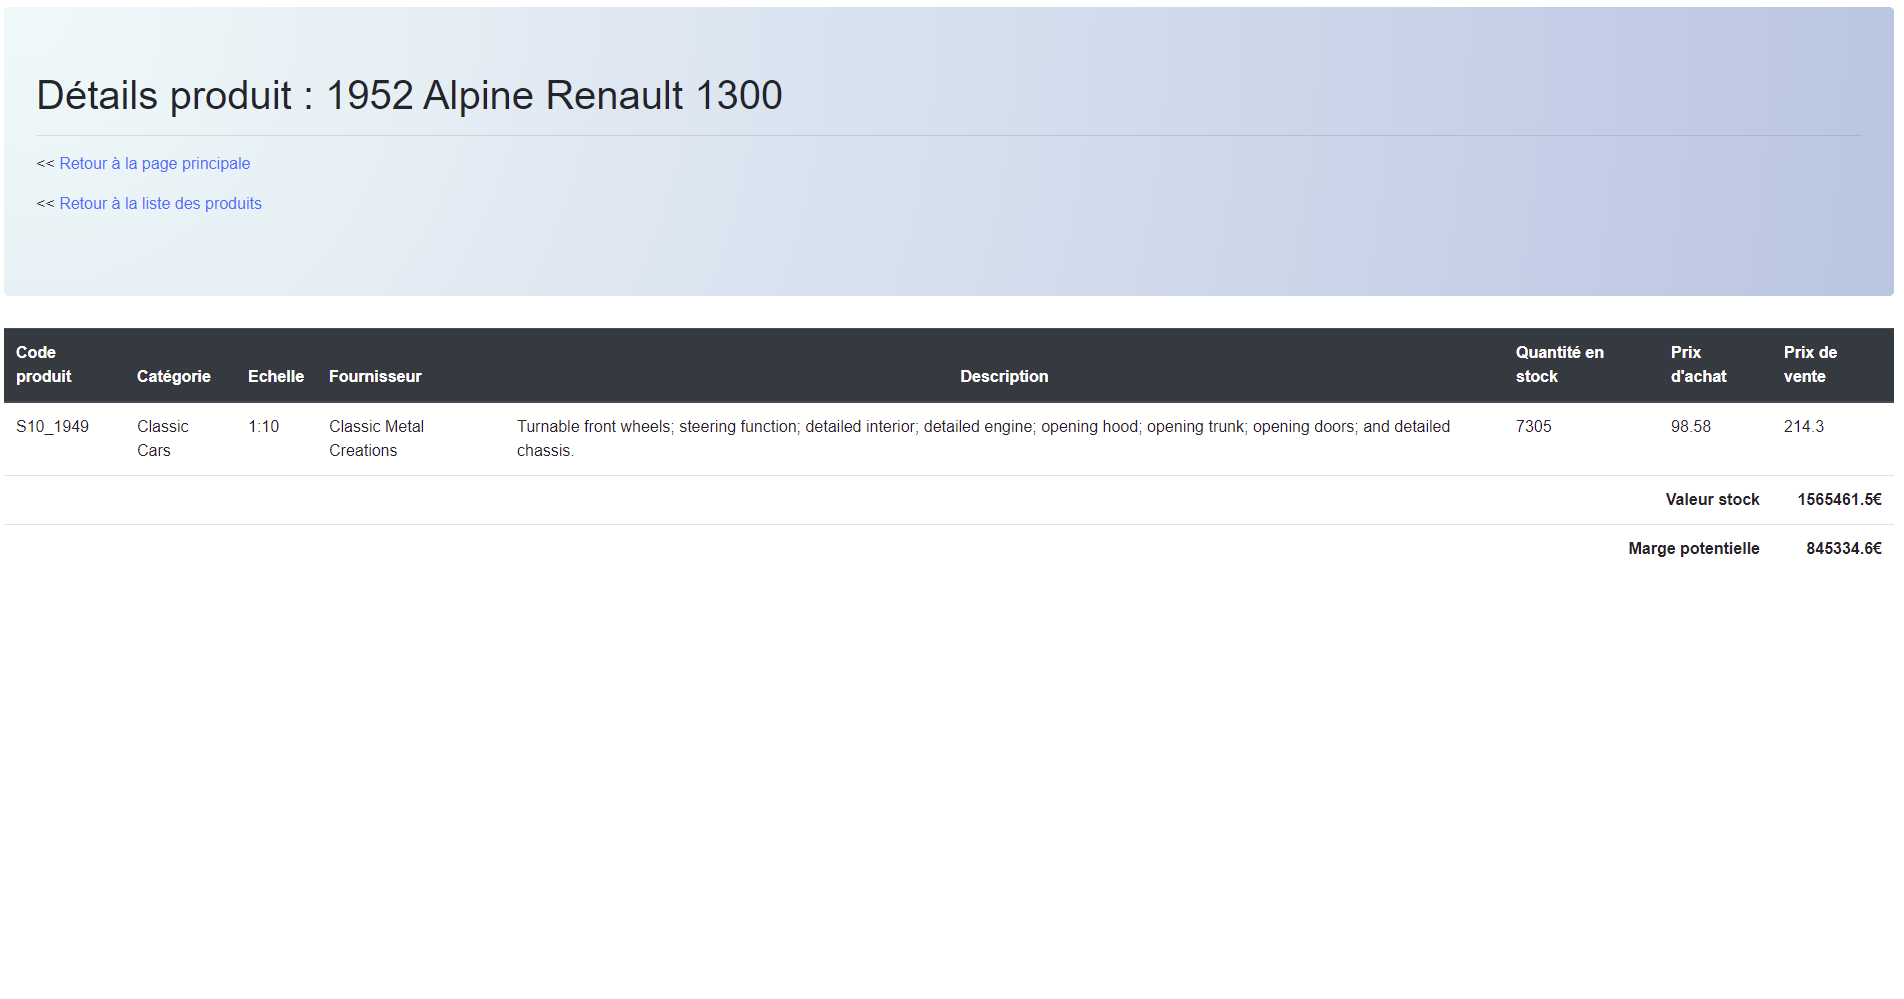 Détails produit : 1952 Alpine Renault 1300
<< Retour à la page principale
<< Retour à la liste des produits
Code produit Catégorie Echelle Fournisseur Description Quantité en stock Prix d'achat Prix de vente
S10_1949 Classic Cars 1:10 Classic Metal Creations Turnable front wheels; steering function; detailed interior; detailed engine; opening hood; opening trunk; opening doors; and detailed chassis. 7305 98.58 214.3
Valeur stock 1565461.5€
Marge potentielle 845334.6€